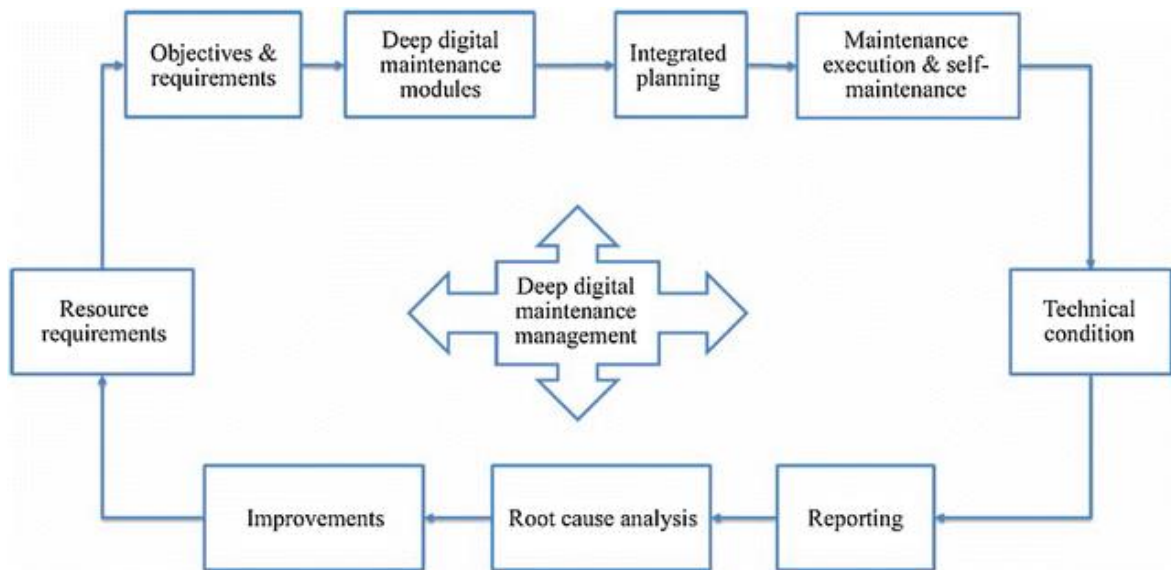 Objectives &
requirements
Deep digital
maintenance
modules
Integrated
planning
Maintenance
execution & self-
maintenance
Resource
requirements
Deep digital
maintenance
management
Technical
condition
Improvements
Root cause analysis
Reporting